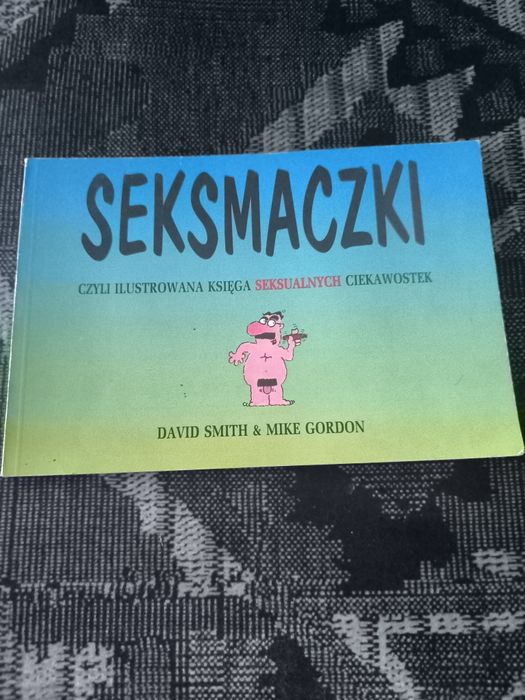 SEKSMACZKI
CZYLI ILUSTROWANA KSIĘGA SEKSUALNYCH CIEKAWOSTEK
DAVID SMITH & MIKE GORDON